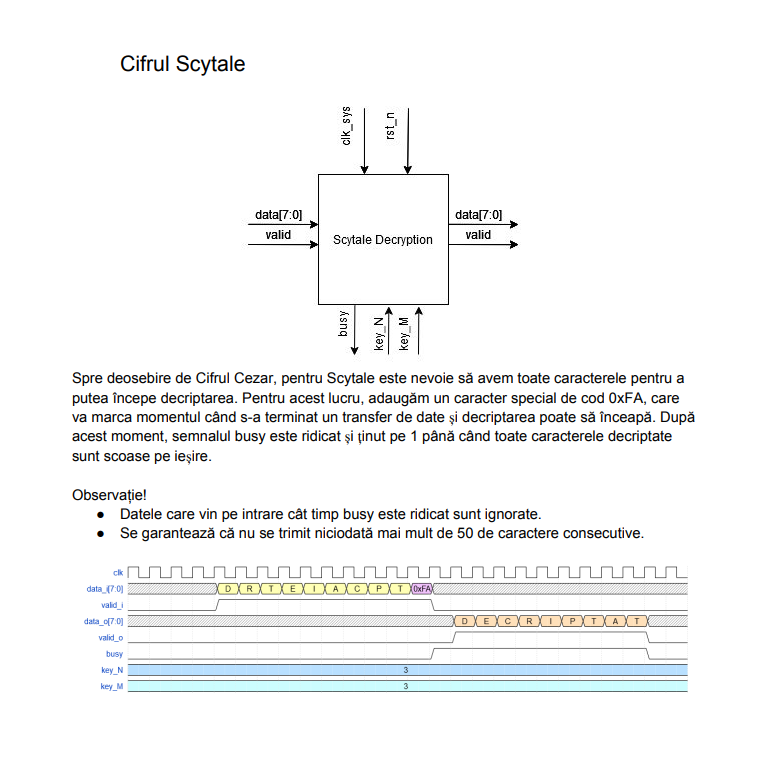 Cifrul Scytale
clk_sys
rst_n
data[7:0]
valid
Scytale Decryption
data[7:0]
valid
busy
key_N
key_M
Spre deosebire de Cifrul Cezar, pentru Scytale este nevoie să avem toate caracterele pentru a
putea începe decriptarea. Pentru acest lucru, adaugăm un caracter special de cod 0xFA, care
va marca momentul când s-a terminat un transfer de date și decriptarea poate să înceapă. După
acest moment, semnalul busy este ridicat și ținut pe 1 până când toate caracterele decriptate
sunt scoase pe ieșire.
Observație!
● Datele care vin pe intrare cât timp busy este ridicat sunt ignorate.
● Se garantează că nu se trimit niciodată mai mult de 50 de caractere consecutive.
clk
data_i[7:0] D R T E I A C P T 0xFA
valid_i
data_o[7:0] D E C R I P T A T
valid_o
busy
key_N 3
key_M 3